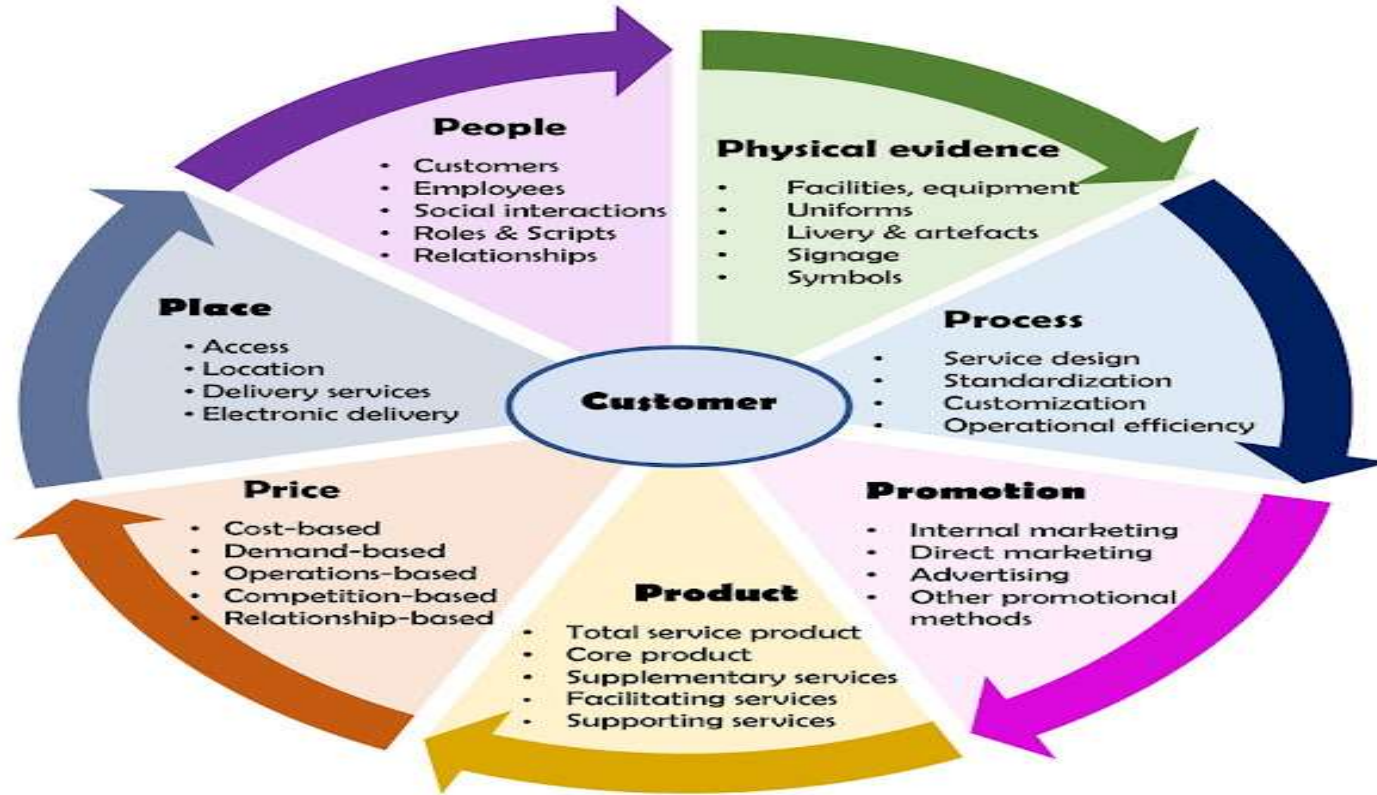 People
• Customers
• Employees
• Social interactions
• Roles & Scripts
• Relationships
Physical evidence
• Facilities, equipment
• Uniforms
• Livery & artefacts
• Signage
• Symbols
Process
• Service design
• Standardization
• Customization
• Operational efficiency
Promotion
• Internal marketing
• Direct marketing
• Advertising
• Other promotional
methods
Product
• Total service product
• Core product
• Supplementary services
• Facilitating services
• Supporting services
Price
• Cost-based
• Demand-based
• Operations-based
• Competition-based
• Relationship-based
Place
• Access
• Location
• Delivery services
• Electronic delivery
Customer